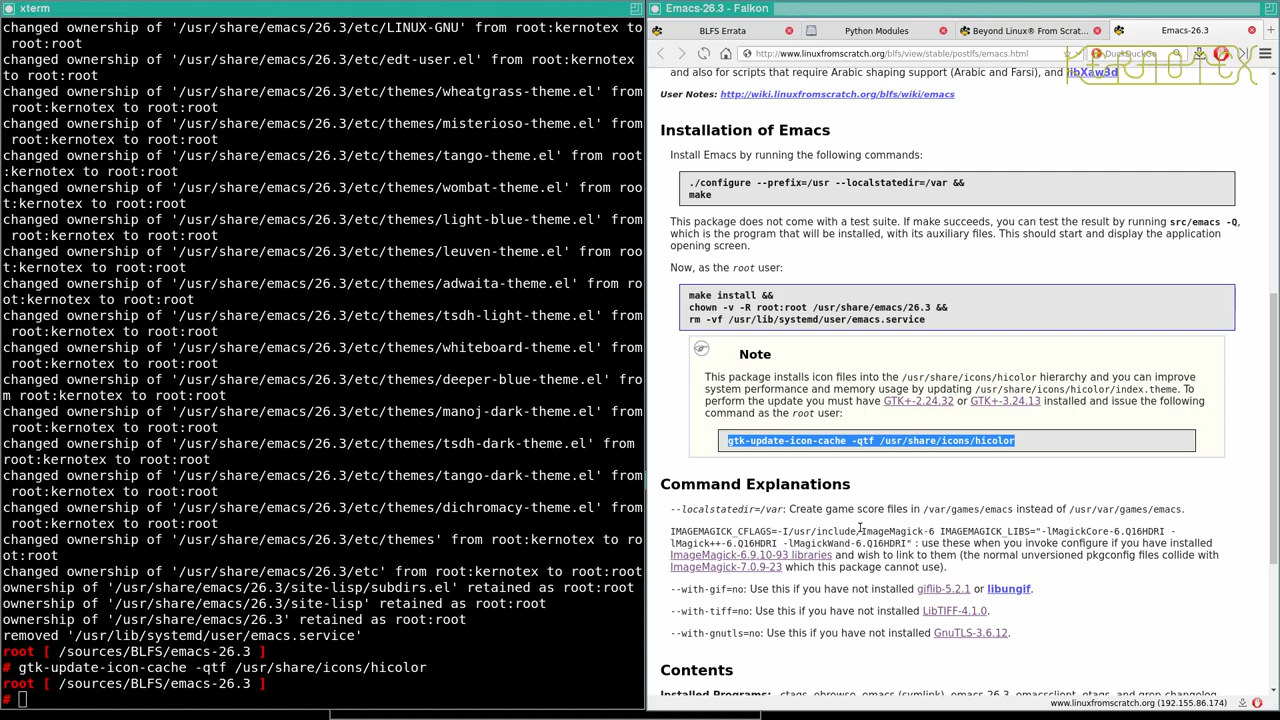 xterm
changed ownership of '/usr/share/emacs/26.3/etc/LINUX-GNU' from root:kernotex to
 root:root
changed ownership of '/usr/share/emacs/26.3/etc/edt-user.el' from root:kernotex
to root:root
changed ownership of '/usr/share/emacs/26.3/etc/themes/wheatgrass-theme.el' from
 root:kernotex to root:root
changed ownership of '/usr/share/emacs/26.3/etc/themes/misterioso-theme.el' from
 root:kernotex to root:root
changed ownership of '/usr/share/emacs/26.3/etc/themes/tango-theme.el' from root
:kernotex to root:root
changed ownership of '/usr/share/emacs/26.3/etc/themes/wombat-theme.el' from roo
t:kernotex to root:root
changed ownership of '/usr/share/emacs/26.3/etc/themes/light-blue-theme.el' from
 root:kernotex to root:root
changed ownership of '/usr/share/emacs/26.3/etc/themes/leuven-theme.el' from roo
t:kernotex to root:root
changed ownership of '/usr/share/emacs/26.3/etc/themes/adwaita-theme.el' from ro
ot:kernotex to root:root
changed ownership of '/usr/share/emacs/26.3/etc/themes/tsdh-light-theme.el' from
 root:kernotex to root:root
changed ownership of '/usr/share/emacs/26.3/etc/themes/whiteboard-theme.el' from
 root:kernotex to root:root
changed ownership of '/usr/share/emacs/26.3/etc/themes/deeper-blue-theme.el' fro
m root:kernotex to root:root
changed ownership of '/usr/share/emacs/26.3/etc/themes/manoj-dark-theme.el' from
 root:kernotex to root:root
changed ownership of '/usr/share/emacs/26.3/etc/themes/tsdh-dark-theme.el' from
root:kernotex to root:root
changed ownership of '/usr/share/emacs/26.3/etc/themes/tango-dark-theme.el' from
 root:kernotex to root:root
changed ownership of '/usr/share/emacs/26.3/etc/themes/dichromacy-theme.el' from
 root:kernotex to root:root
changed ownership of '/usr/share/emacs/26.3/etc/themes' from root:kernotex to ro
ot:root
changed ownership of '/usr/share/emacs/26.3/etc' from root:kernotex to root:root
ownership of '/usr/share/emacs/26.3/site-lisp/subdirs.el' retained as root:root
ownership of '/usr/share/emacs/26.3/site-lisp' retained as root:root
ownership of '/usr/share/emacs/26.3' retained as root:root
removed '/usr/lib/systemd/user/emacs.service'
root [ /sources/BLFS/emacs-26.3 ]
# gtk-update-icon-cache -qtf /usr/share/icons/hicolor
root [ /sources/BLFS/emacs-26.3 ]
#
Emacs-26.3 - Falkon
BLFS Errata
Python Modules
Beyond Linux® From Scrat...
Emacs-26.3
http://www.linuxfromscratch.org/blfs/view/stable/postlfs/emacs.html
DuckDuckGo
KERNOTEX
and also for scripts that require Arabic shaping support (Arabic and Farsi), and libXaw3d
User Notes: http://wiki.linuxfromscratch.org/blfs/wiki/emacs
Installation of Emacs
Install Emacs by running the following commands:
./configure --prefix=/usr --localstatedir=/var &&
make
This package does not come with a test suite. If make succeeds, you can test the result by running src/emacs -Q,
which is the program that will be installed, with its auxiliary files. This should start and display the application
opening screen.
Now, as the root user:
make install &&
chown -v -R root:root /usr/share/emacs/26.3 &&
rm -vf /usr/lib/systemd/user/emacs.service
Note
This package installs icon files into the /usr/share/icons/hicolor hierarchy and you can improve
system performance and memory usage by updating /usr/share/icons/hicolor/index.theme. To
perform the update you must have GTK+-2.24.32 or GTK+-3.24.13 installed and issue the following
command as the root user:
gtk-update-icon-cache -qtf /usr/share/icons/hicolor
Command Explanations
--localstatedir=/var: Create game score files in /var/games/emacs instead of /usr/var/games/emacs.
IMAGEMAGICK_CFLAGS=-I/usr/include/ImageMagick-6 IMAGEMAGICK_LIBS="-lMagickCore-6.Q16HDRI -
lMagick++-6.Q16HDRI -lMagickWand-6.Q16HDRI" : use these when you invoke configure if you have installed
ImageMagick-6.9.10-93 libraries and wish to link to them (the normal unversioned pkgconfig files collide with
ImageMagick-7.0.9-23 which this package cannot use).
--with-gif=no: Use this if you have not installed giflib-5.2.1 or libungif.
--with-tiff=no: Use this if you have not installed LibTIFF-4.1.0.
--with-gnutls=no: Use this if you have not installed GnuTLS-3.6.12.
Contents
Installed Programs: ctags, ebrowse, emacs (symlink), emacs-26.3, emacsclient, etags, and grep-changelog
www.linuxfromscratch.org (192.155.86.174)